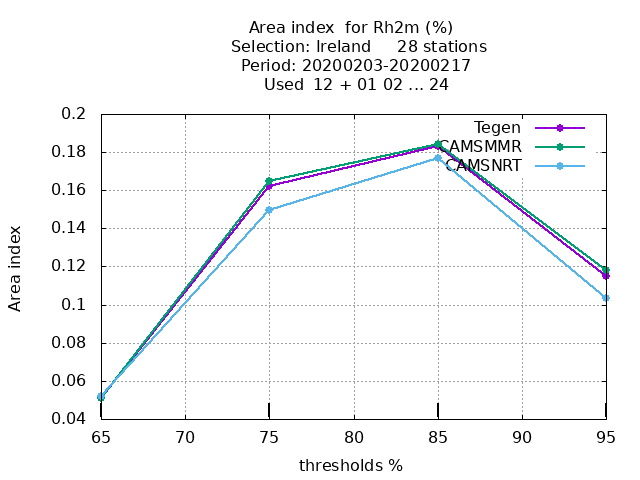 Area index for Rh2m (%)
Selection: Ireland 28 stations
Period: 20200203-20200217
Used 12 + 01 02 ... 24
Tegen
CAMSMMR
CAMSNRT
0.2
0.18
0.16
0.14
0.12
0.1
0.08
0.06
0.04
Area index
65 70 75 80 85 90 95
thresholds %